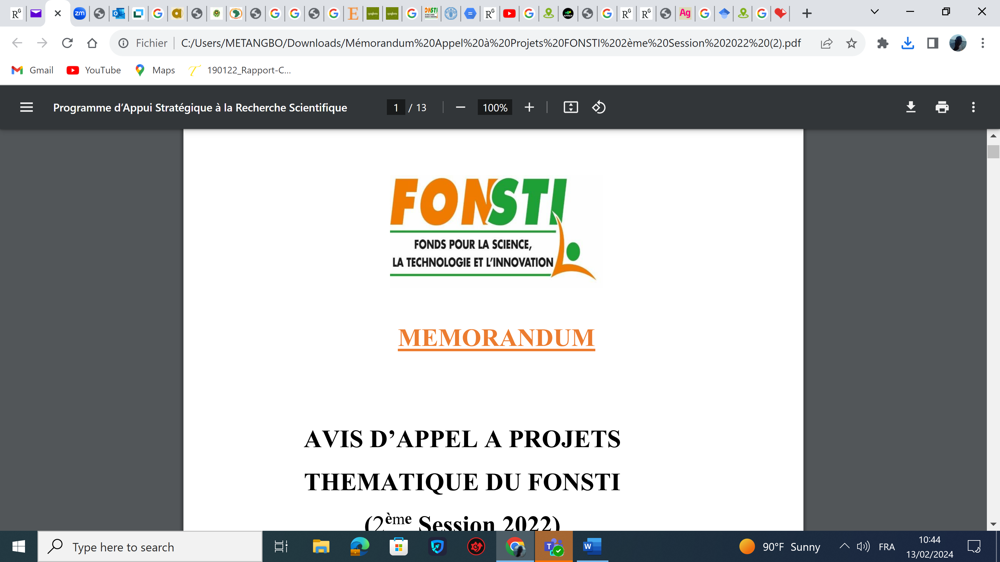 Fichier
C:/Users/METANGBO/Downloads/Mémorandum%20Appel%20à%20Projets%20FONSTI%202ème%20Session%202022%20(2).pdf
Gmail
YouTube
Maps
190122_Rapport-C...
Programme d’Appui Stratégique à la Recherche Scientifique
1 / 13
100%
FONSTI
FONDS POUR LA SCIENCE,
LA TECHNOLOGIE ET L’INNOVATION
MEMORANDUM
AVIS D’APPEL A PROJETS
THEMATIQUE DU FONSTI
(2ème Session 2022)
Type here to search
90°F Sunny
FRA
10:44
13/02/2024